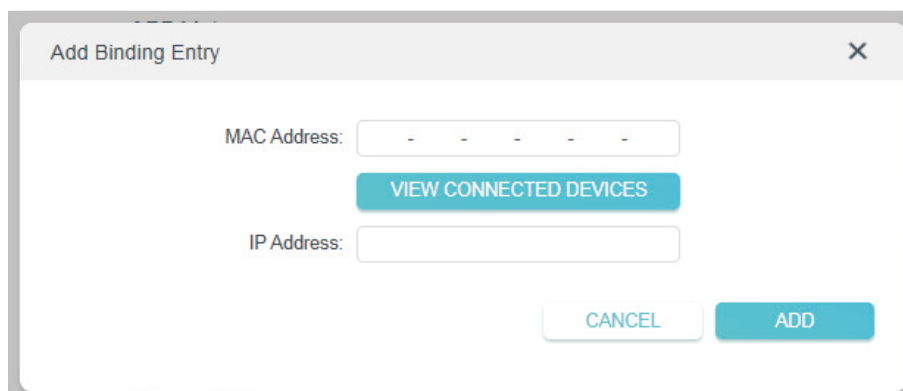 Add Binding Entry
MAC Address: - - - - -
VIEW CONNECTED DEVICES
IP Address:
CANCEL ADD